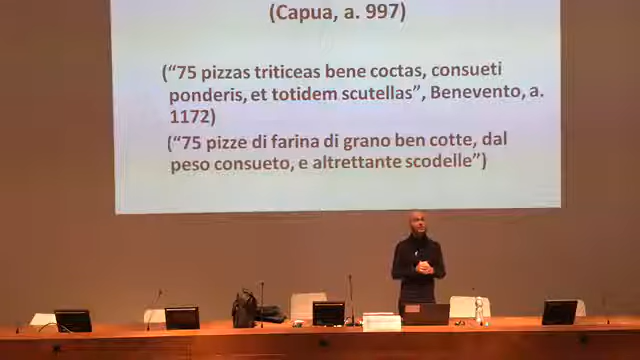 (Capua, a. 997)
(“75 pizzas triticeas bene coctas, consueti
ponderis, et totidem scutellas”, Benevento, a.
1172)
(“75 pizze di farina di grano ben cotte, dal
peso consueto, e altrettante scodelle”)